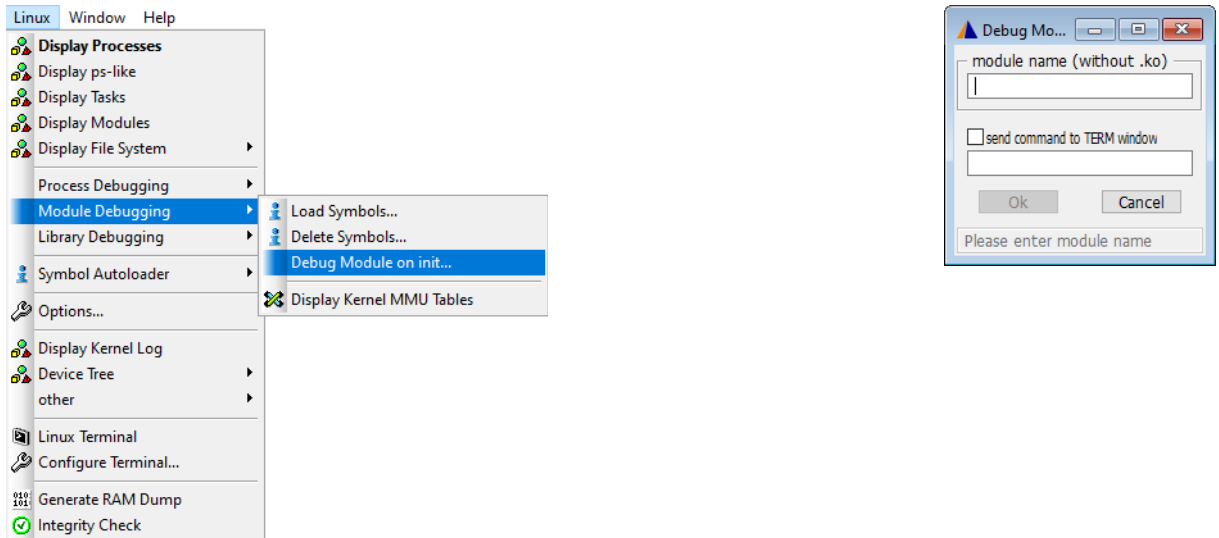 Linux Window Help
Display Processes
Display ps-like
Display Tasks
Display Modules
Display File System
Process Debugging
Module Debugging
Library Debugging
Symbol Autoloader
Options...
Display Kernel Log
Device Tree
other
Linux Terminal
Configure Terminal...
Generate RAM Dump
Integrity Check
Load Symbols...
Delete Symbols...
Debug Module on init...
Display Kernel MMU Tables
Debug Mo...
module name (without .ko)
send command to TERM window
Ok Cancel
Please enter module name